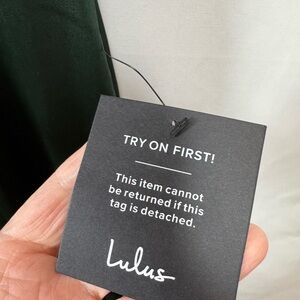 TRY ON FIRST!
This item cannot
be returned if this
tag is detached.
Lulus